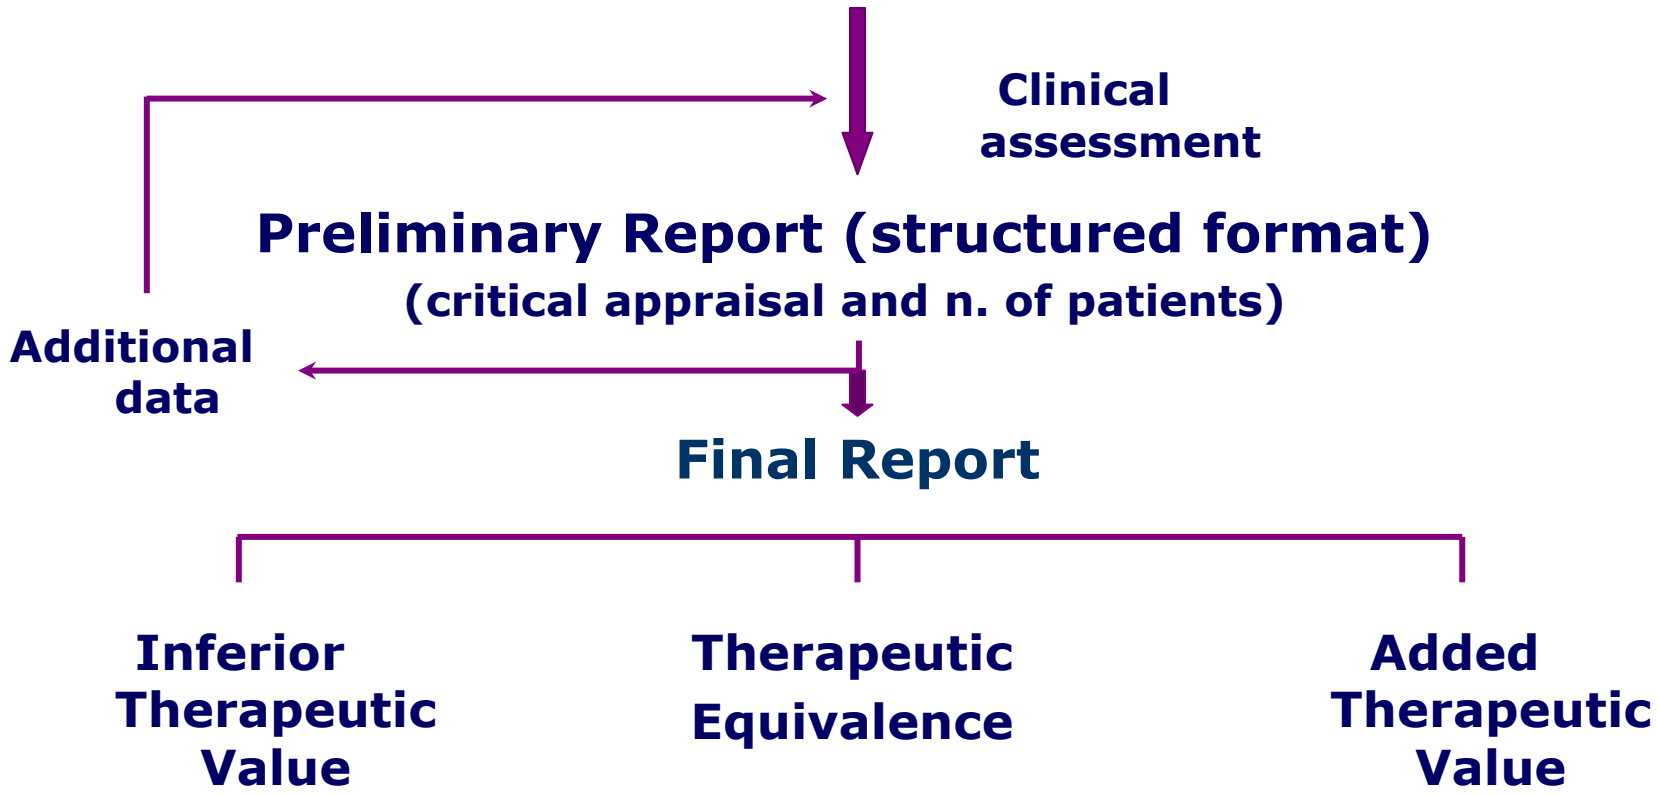 Clinical
assessment
Preliminary Report (structured format)
(critical appraisal and n. of patients)
Additional
data
Final Report
Inferior
Therapeutic
Value
Therapeutic
Equivalence
Added
Therapeutic
Value